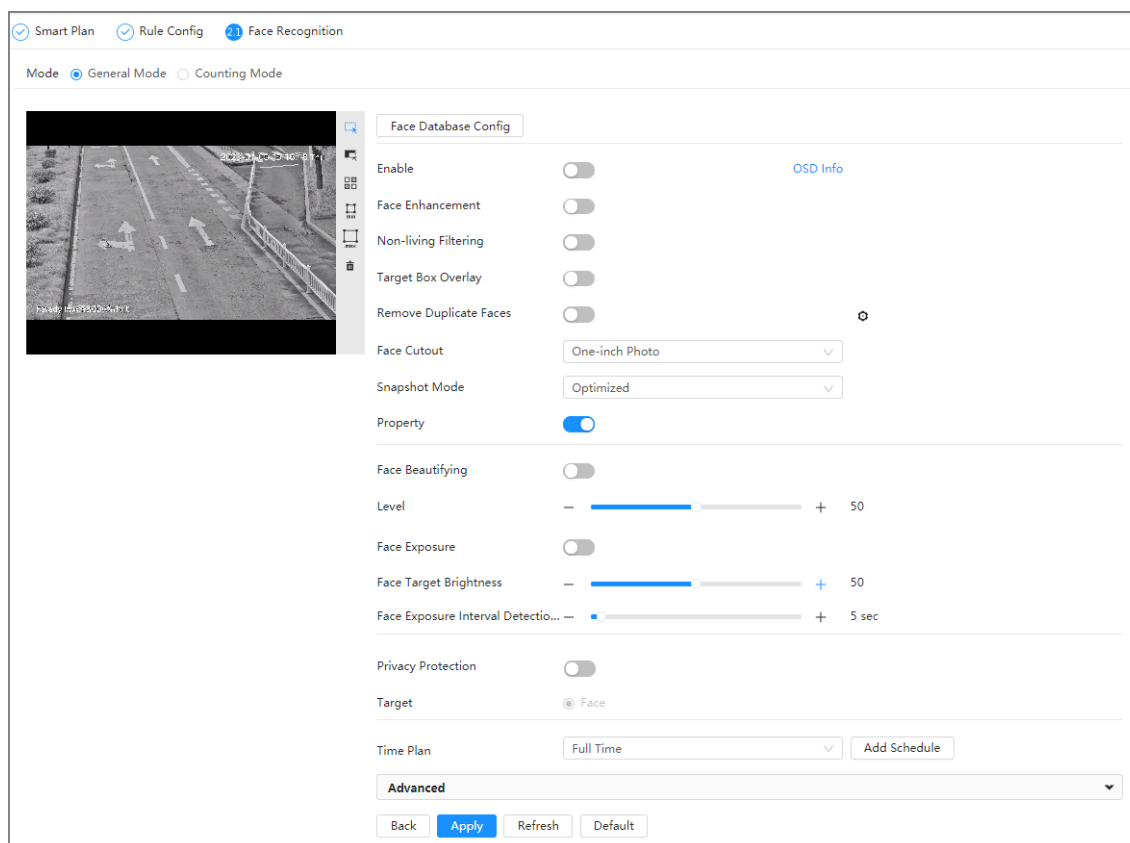 Smart Plan
Rule Config
2.1 Face Recognition
Mode General Mode Counting Mode
Face Database Config
Enable OSD Info
Face Enhancement
Non-living Filtering
Target Box Overlay
Remove Duplicate Faces
Face Cutout One-inch Photo
Snapshot Mode Optimized
Property
Face Beautifying
Level − + 50
Face Exposure
Face Target Brightness − + 50
Face Exposure Interval Detectio... − + 5 sec
Privacy Protection
Target Face
Time Plan Full Time Add Schedule
Advanced
Back Apply Refresh Default